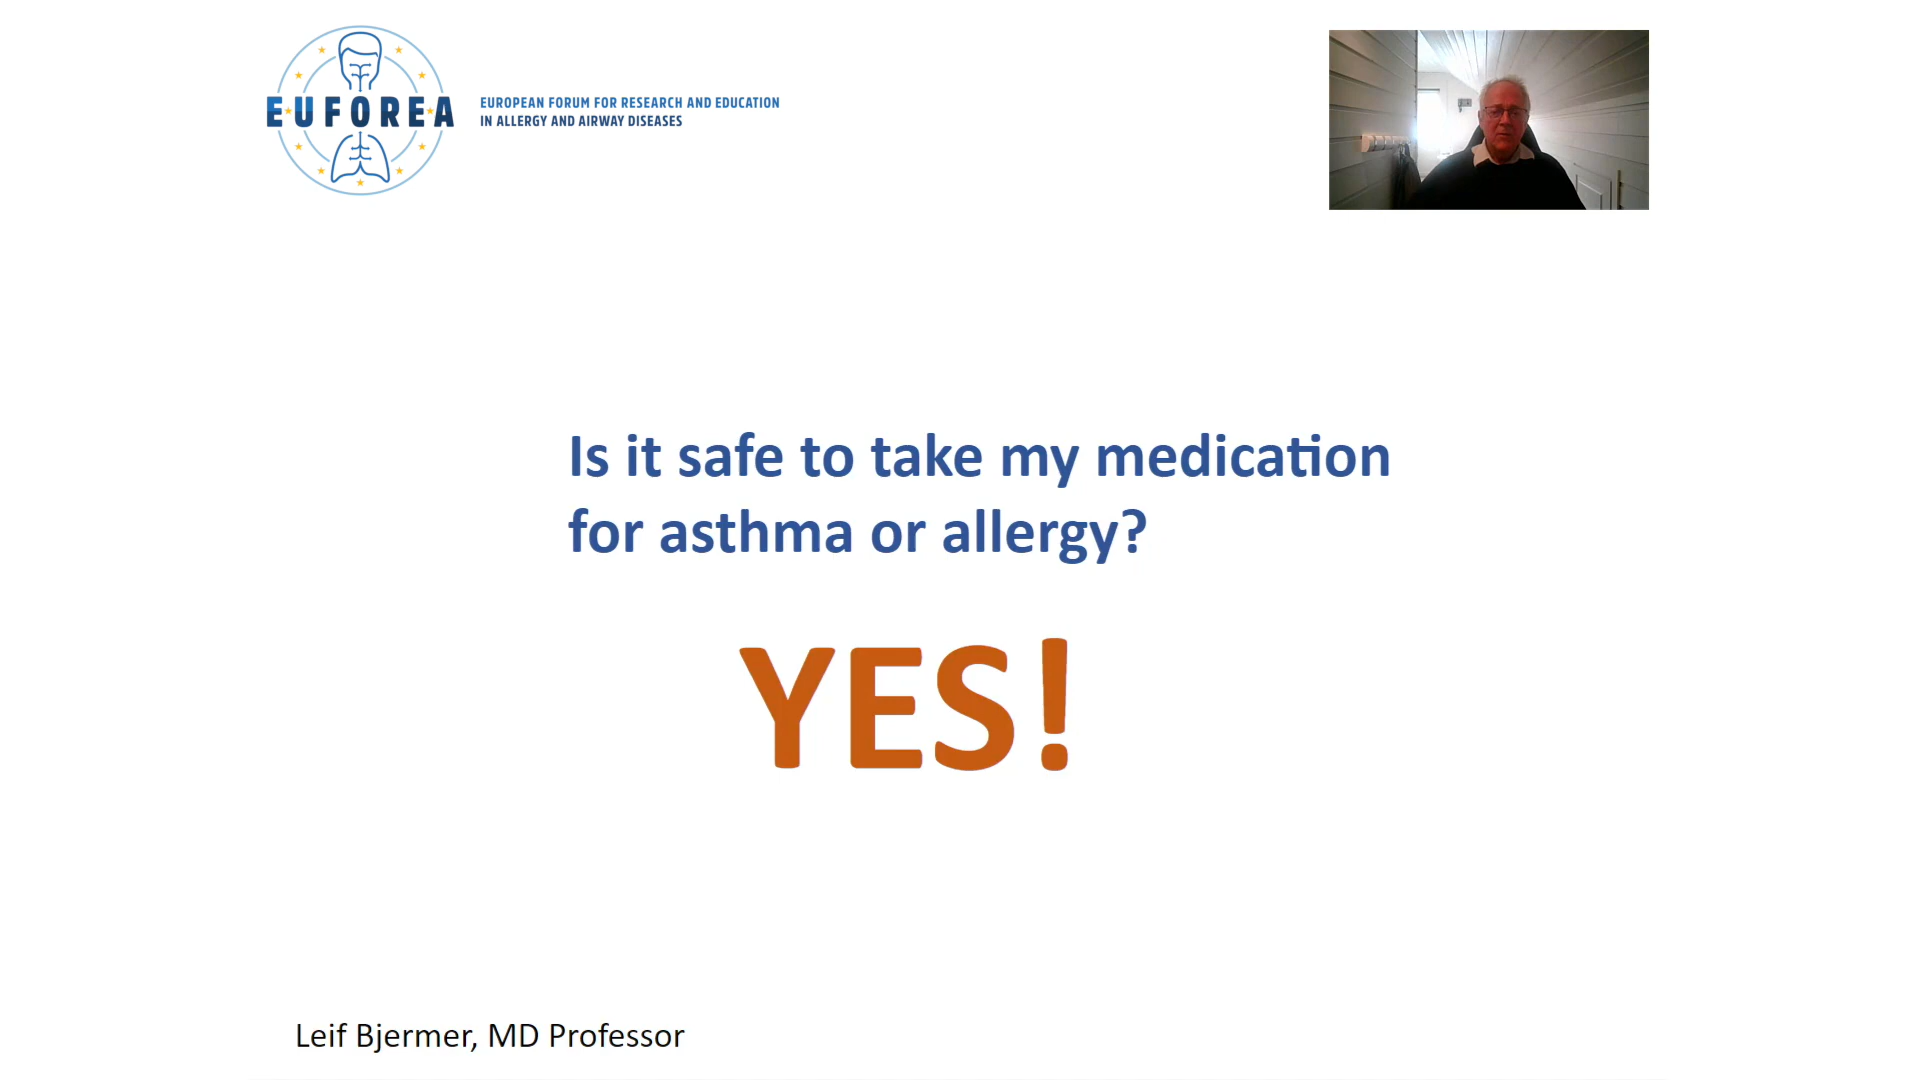 EUFOREA
EUROPEAN FORUM FOR RESEARCH AND EDUCATION
IN ALLERGY AND AIRWAY DISEASES
Is it safe to take my medication
for asthma or allergy?
YES!
Leif Bjermer, MD Professor